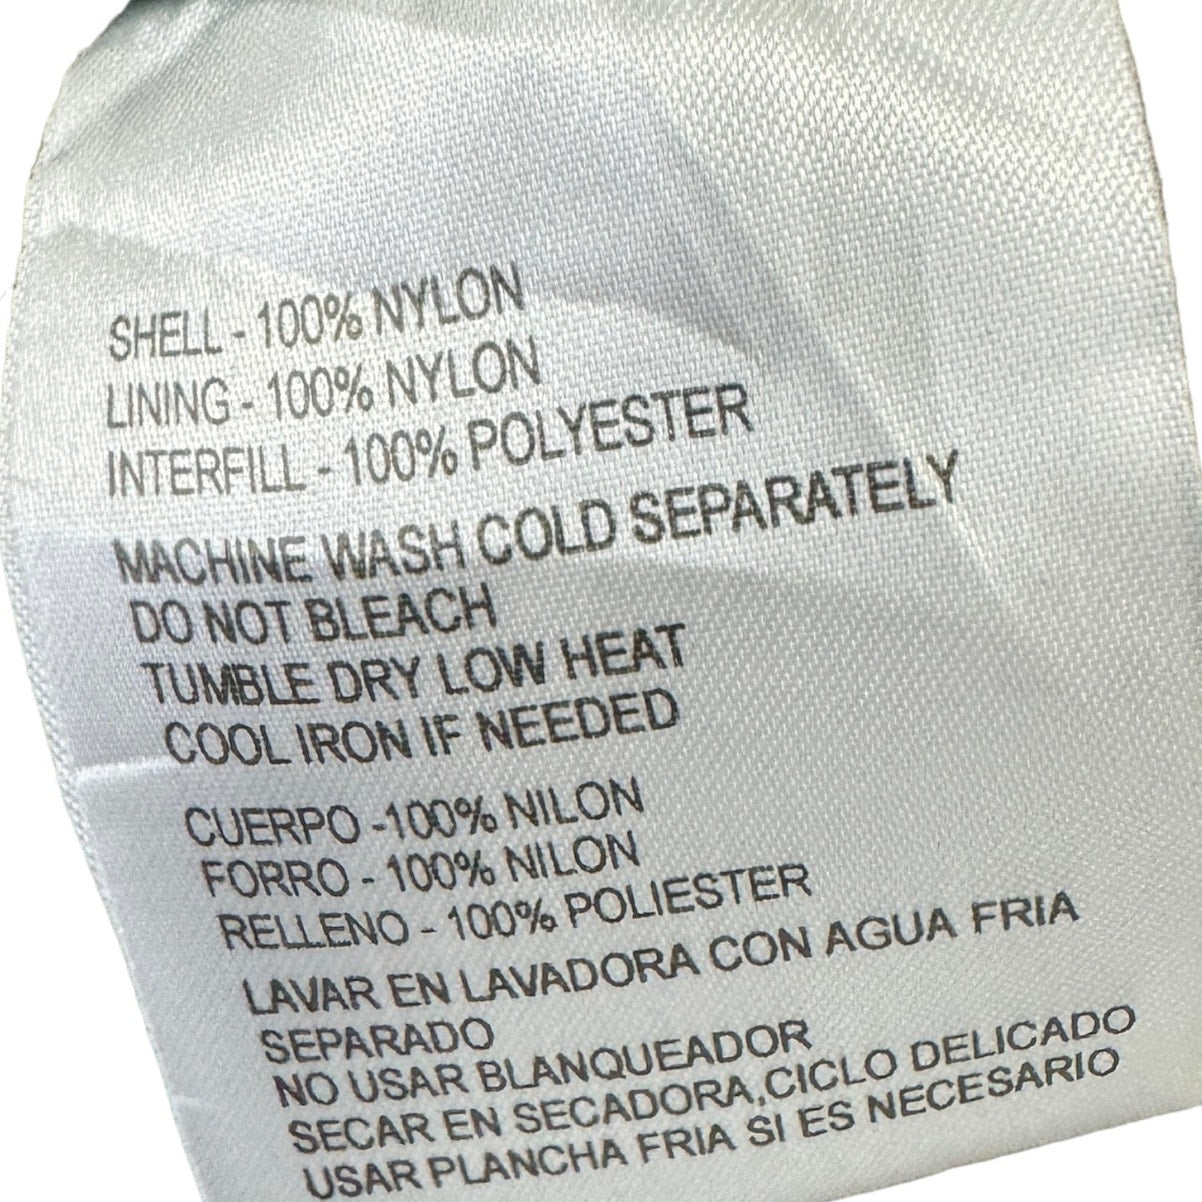 SHELL - 100% NYLON
LINING - 100% NYLON
INTERFILL - 100% POLYESTER
MACHINE WASH COLD SEPARATELY
DO NOT BLEACH
TUMBLE DRY LOW HEAT
COOL IRON IF NEEDED
CUERPO -100% NILON
FORRO - 100% NILON
RELLENO - 100% POLIESTER
LAVAR EN LAVADORA CON AGUA FRIA
SEPARADO
NO USAR BLANQUEADOR
SECAR EN SECADORA,CICLO DELICADO
USAR PLANCHA FRIA SI ES NECESARIO